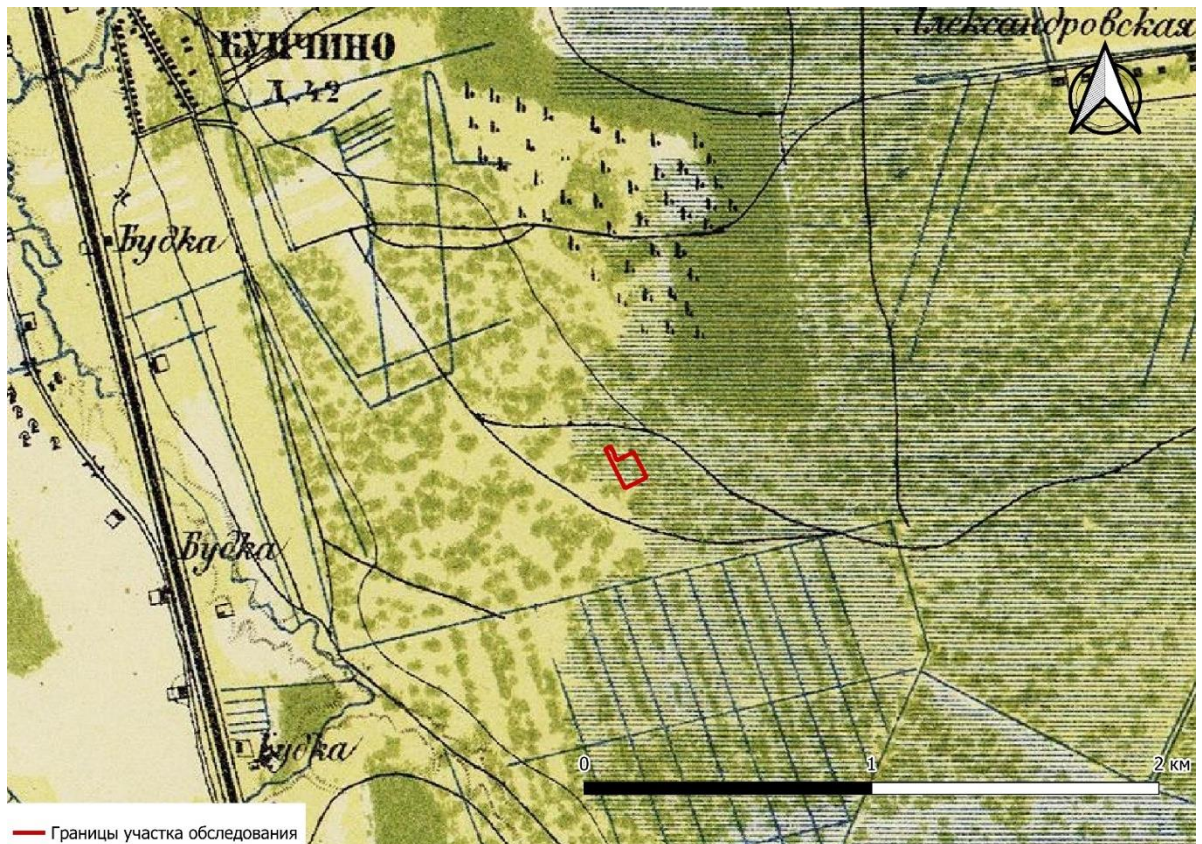 КУПЧИНО
Д. 42
Александровская
Будка
Будка
Будка
0
1
2 км
Границы участка обследования